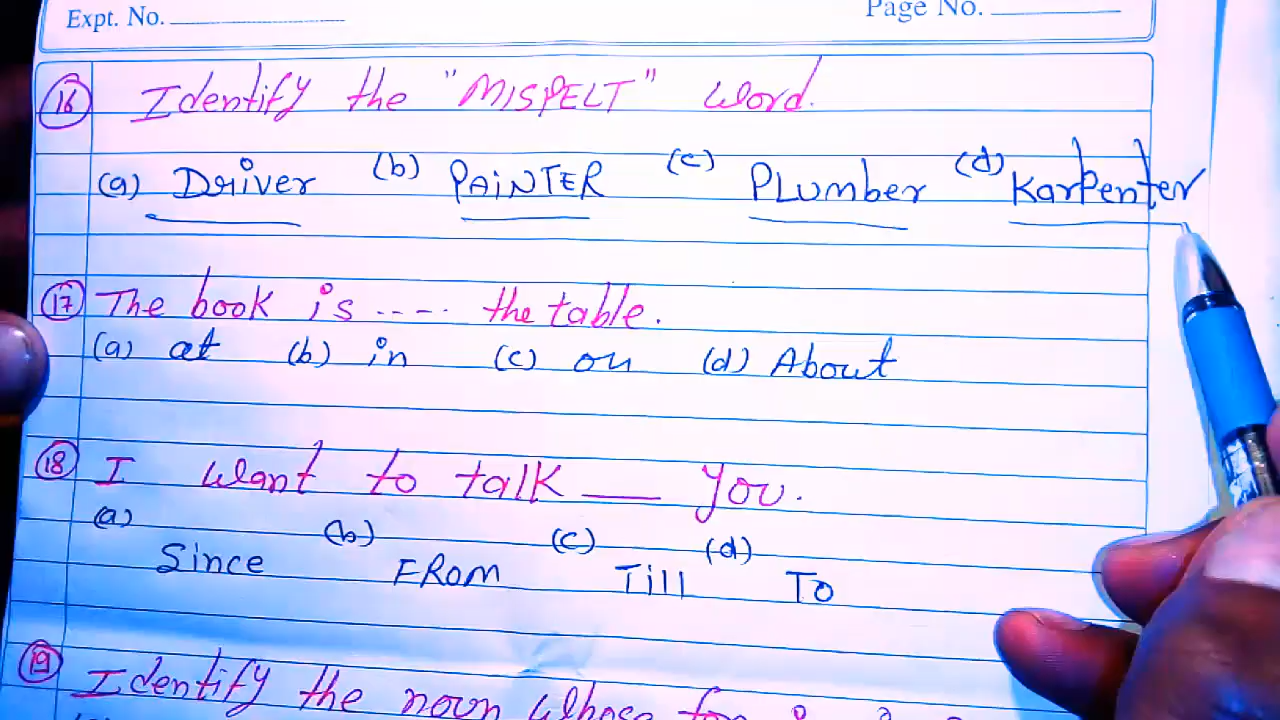 Expt. No.
Page No.
16 Identify the "MISPELT" word.
(a) Driver (b) PAINTER (c) PLumber (d) Karpenter
17 The book is .... the table.
(a) at (b) in (c) on (d) About
18 I want to talk __ you.
(a) Since (b) FROM (c) Till (d) To
19 Identify the noun whose